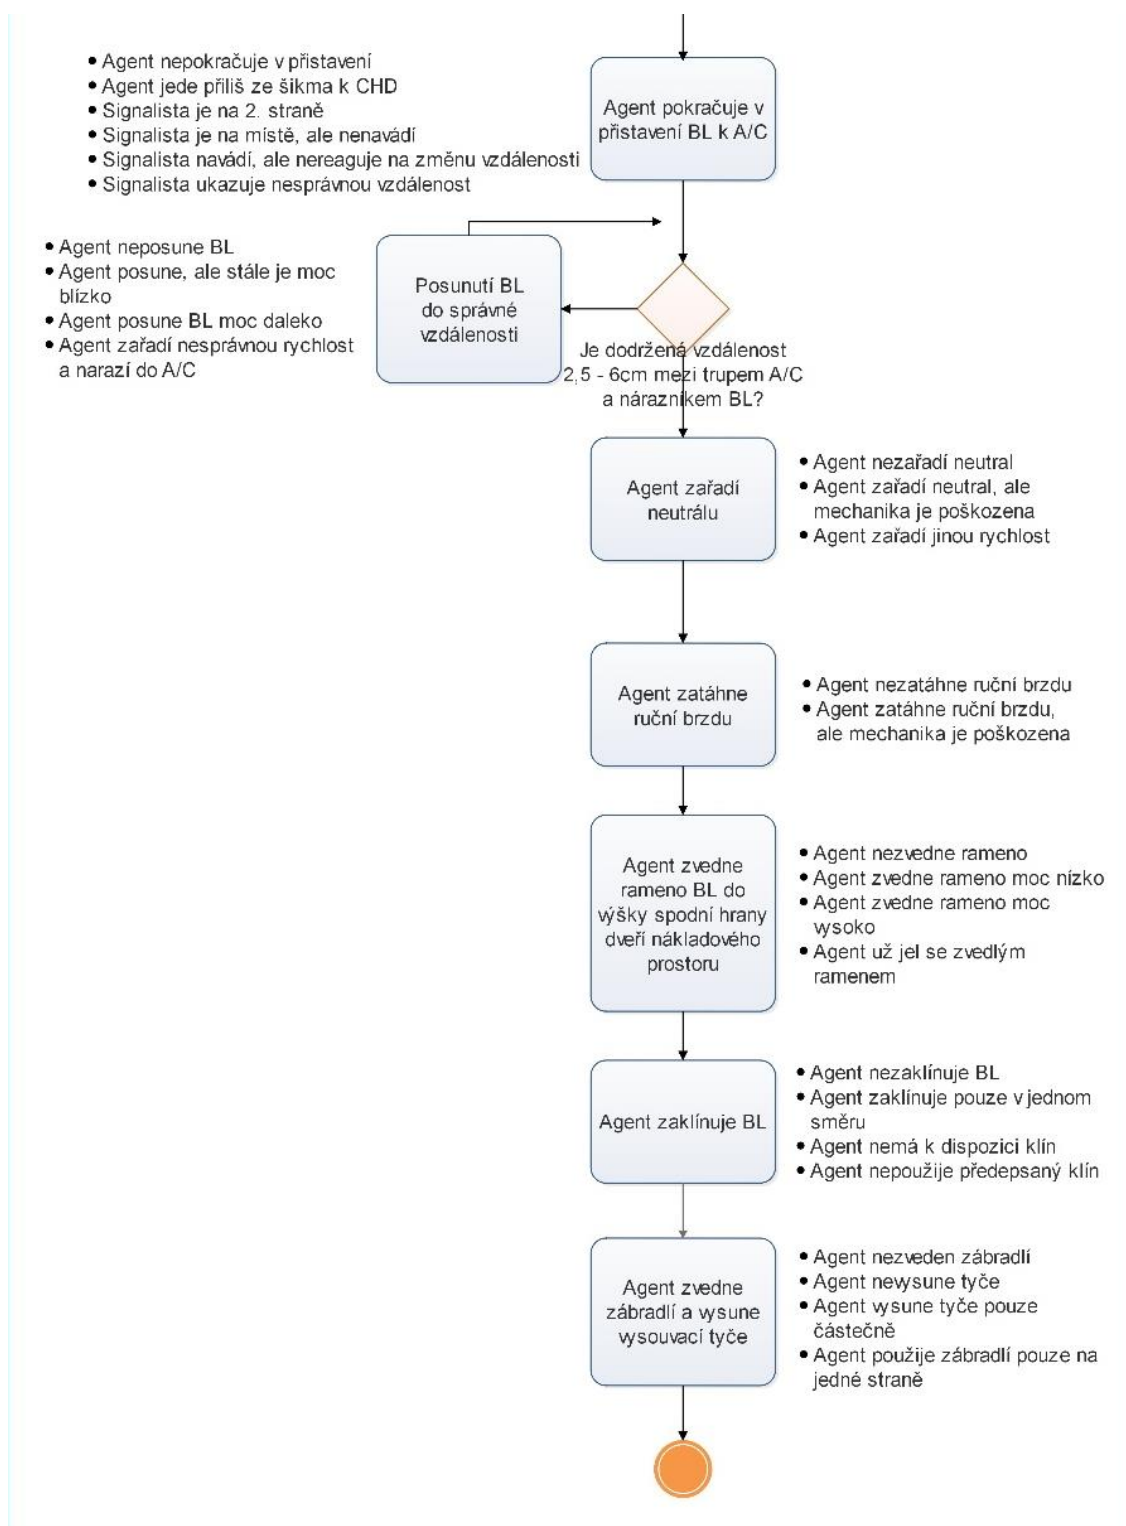 • Agent nepokračuje v přistavení
• Agent jede příliš ze šikma k CHD
• Signalista je na 2. straně
• Signalista je na místě, ale nenavádí
• Signalista navádí, ale nereaguje na změnu vzdálenosti
• Signalista ukazuje nesprávnou vzdálenost
Agent pokračuje v
přistavení BL k A/C
• Agent neposune BL
• Agent posune, ale stále je moc
blízko
• Agent posune BL moc daleko
• Agent zařadí nesprávnou rychlost
a narazí do A/C
Posunutí BL
do správné
vzdálenosti
Je dodržená vzdálenost
2,5 - 6cm mezi trupem A/C
a nárazníkem BL?
Agent zařadí
neutrálu
• Agent nezařadí neutral
• Agent zařadí neutral, ale
mechanika je poškozena
• Agent zařadí jinou rychlost
Agent zatáhne
ruční brzdu
• Agent nezatáhne ruční brzdu
• Agent zatáhne ruční brzdu,
ale mechanika je poškozena
Agent zvedne
rameno BL do
výšky spodní hrany
dveří nákladového
prostoru
• Agent nezvedne rameno
• Agent zvedne rameno moc nízko
• Agent zvedne rameno moc
vysoko
• Agent už jel se zvedlým
ramenem
Agent zaklínuje BL
• Agent nezaklínuje BL
• Agent zaklínuje pouze v jednom
směru
• Agent nemá k dispozici klín
• Agent nepoužije předepsaný klín
Agent zvedne
zábradlí a vysune
vysouvací tyče
• Agent nezveden zábradlí
• Agent nevysune tyče
• Agent vysune tyče pouze
částečně
• Agent použije zábradlí pouze na
jedné straně